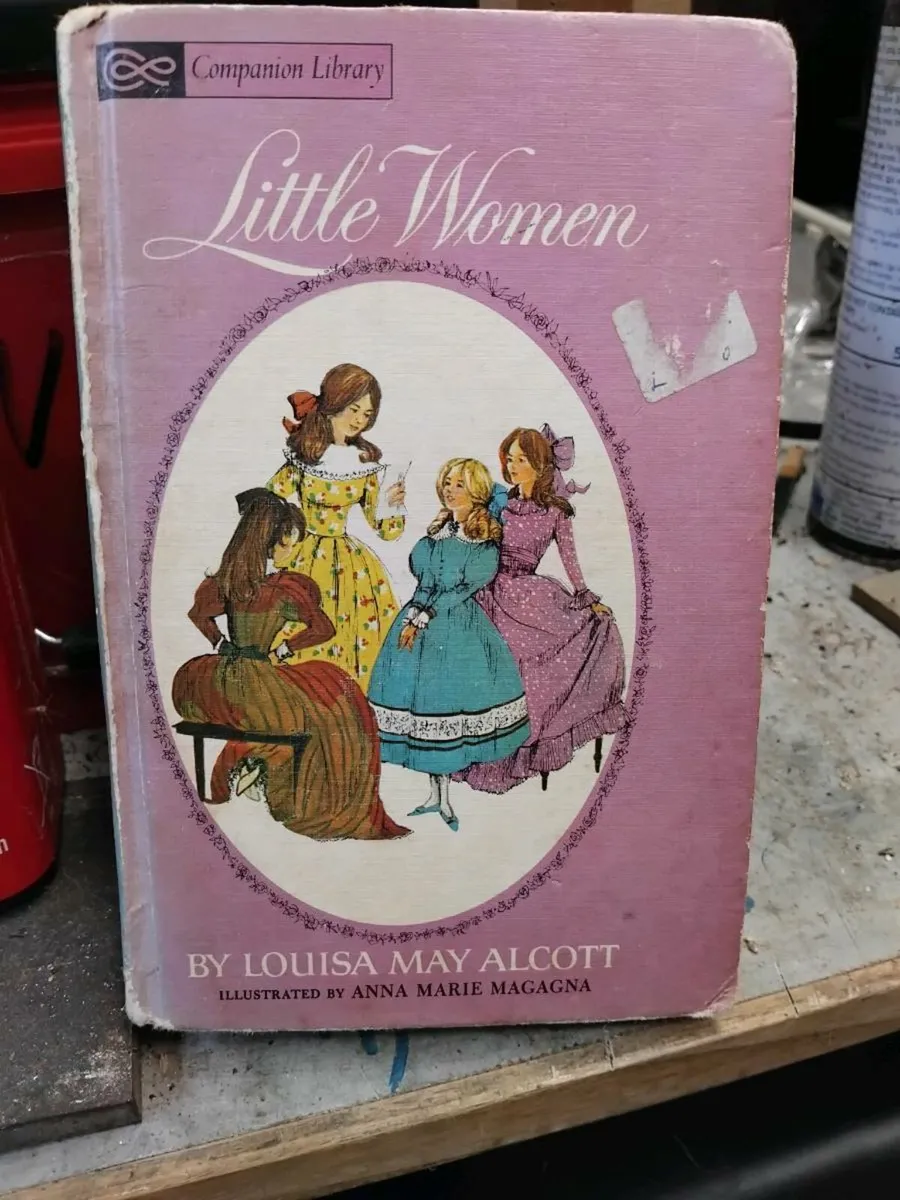 Companion Library
Little Women
BY LOUISA MAY ALCOTT
ILLUSTRATED BY ANNA MARIE MAGAGNA